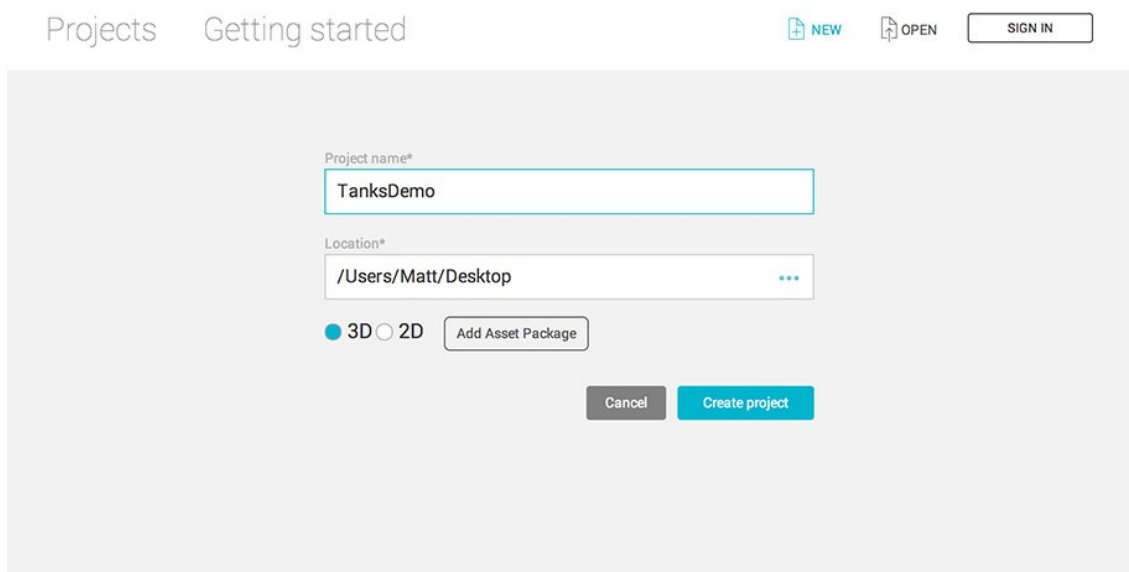 Projects Getting started NEW OPEN SIGN IN
Project name*
TanksDemo
Location*
/Users/Matt/Desktop
3D 2D Add Asset Package
Cancel Create project